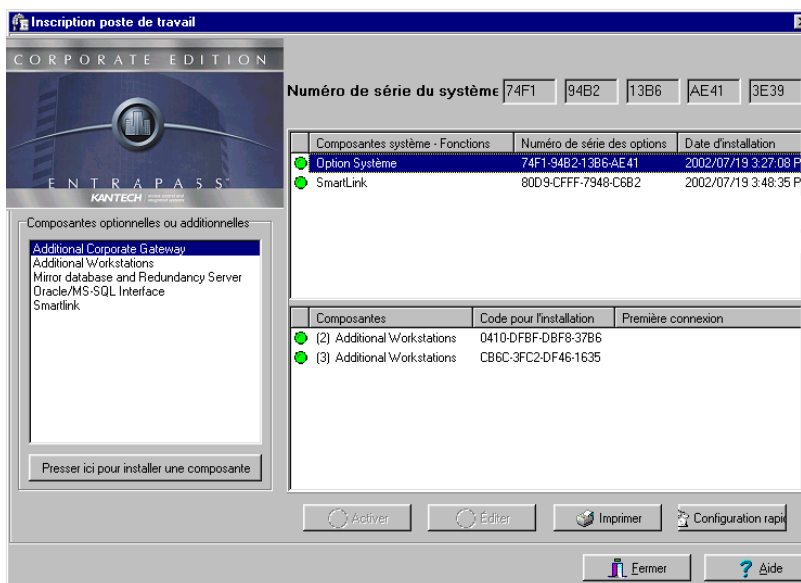 Inscription poste de travail
CORPORATE EDITION
ENTRAPASS
KANTECH
Numéro de série du système 74F1 94B2 13B6 AE41 3E39
Composantes système - Fonctions Numéro de série des options Date d'installation
Option Système 74F1-94B2-13B6-AE41 2002/07/19 3:27:08 P
SmartLink 80D9-CFFF-7948-C6B2 2002/07/19 3:48:35 P
Composantes optionnelles ou additionnelles
Additional Corporate Gateway
Additional Workstations
Mirror database and Redundancy Server
Oracle/MS-SQL Interface
Smartlink
Presser ici pour installer une composante
Composantes Code pour l'installation Première connexion
(2) Additional Workstations 0410-DFBF-DBF8-37B6
(3) Additional Workstations CB6C-3FC2-DF46-1635
Activer Éditer Imprimer Configuration rapid
Fermer Aide